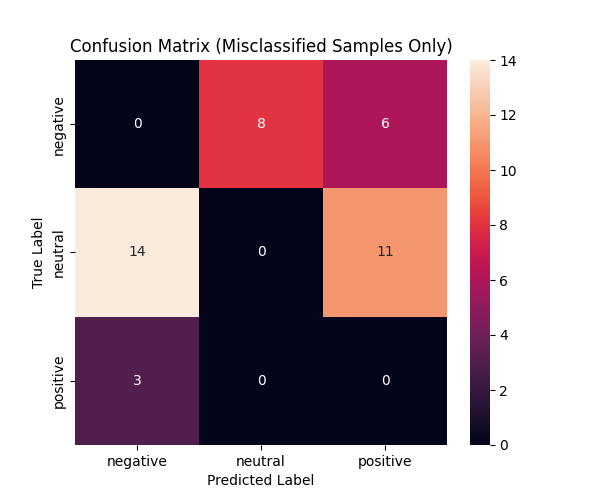 Confusion Matrix (Misclassified Samples Only)
True Label
negative
0
8
6
neutral
14
0
11
positive
3
0
0
negative
neutral
positive
Predicted Label
14
12
10
8
6
4
2
0